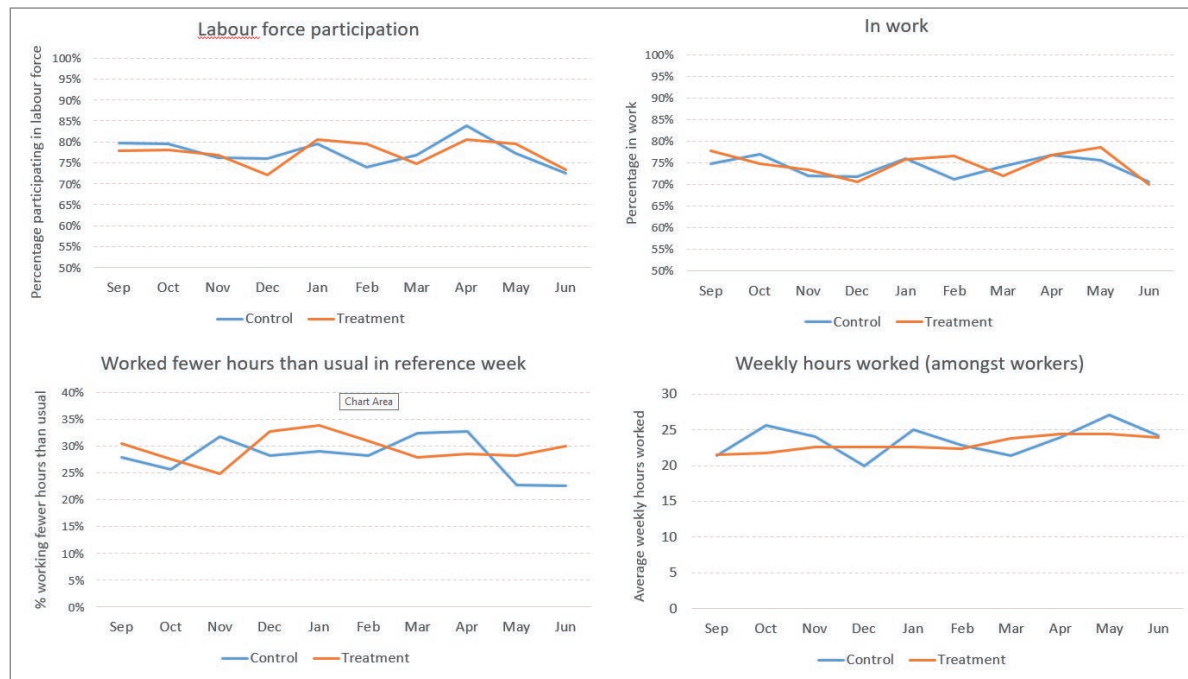 Labour force participation
Percentage participating in labour force
100%
95%
90%
85%
80%
75%
70%
65%
60%
55%
50%
Sep Oct Nov Dec Jan Feb Mar Apr May Jun
Control Treatment
In work
Percentage in work
100%
95%
90%
85%
80%
75%
70%
65%
60%
55%
50%
Sep Oct Nov Dec Jan Feb Mar Apr May Jun
Control Treatment
Worked fewer hours than usual in reference week
% working fewer hours than usual
40%
35%
30%
25%
20%
15%
10%
5%
0%
Chart Area
Sep Oct Nov Dec Jan Feb Mar Apr May Jun
Control Treatment
Weekly hours worked (amongst workers)
Average weekly hours worked
30
25
20
15
10
5
0
Sep Oct Nov Dec Jan Feb Mar Apr May Jun
Control Treatment